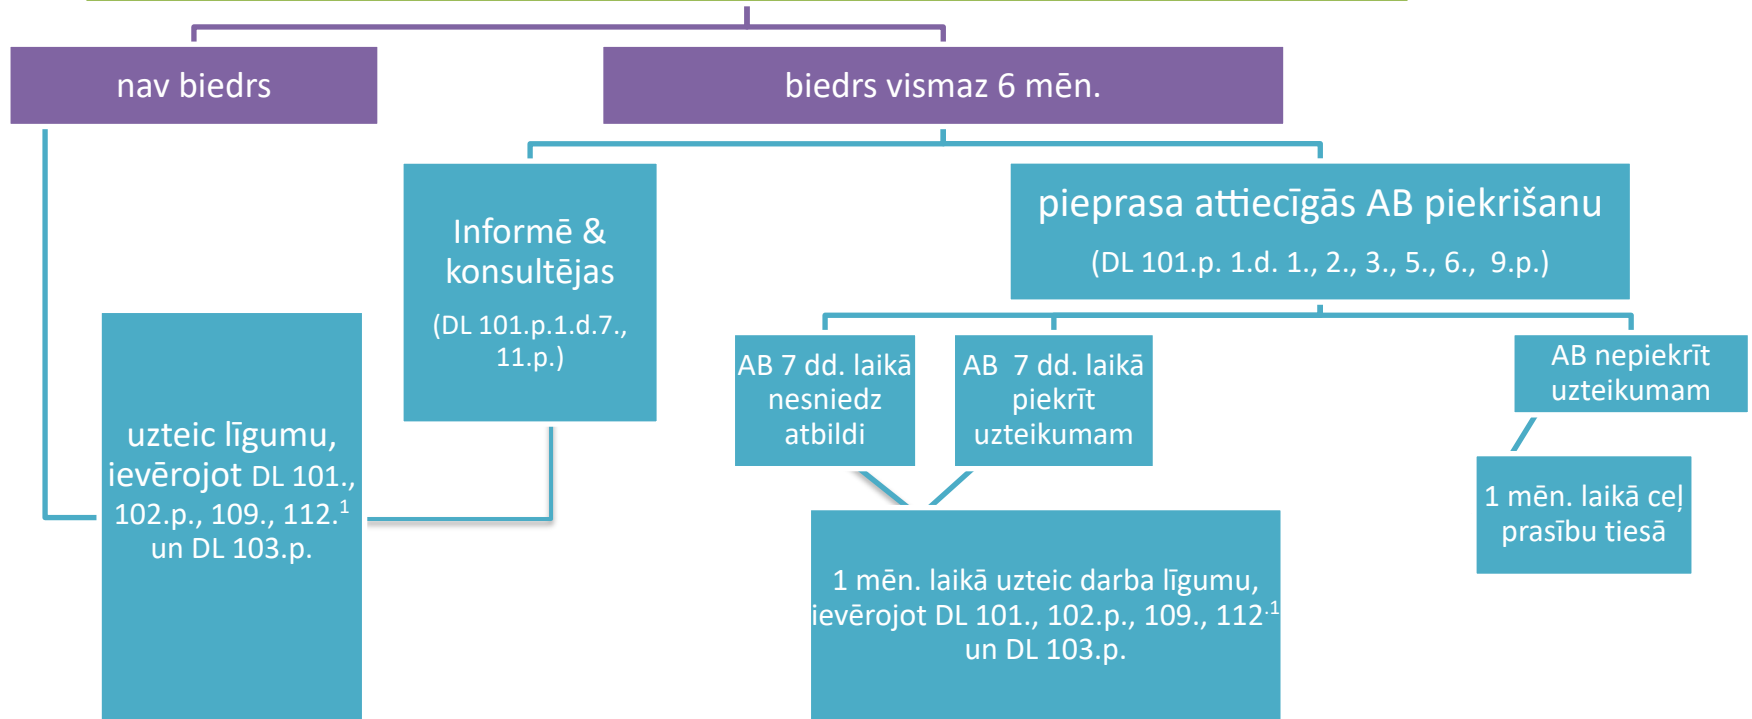 nav biedrs
biedrs vismaz 6 mēn.
Informē &
konsultējas
(DL 101.p.1.d.7.,
11.p.)
pieprasa attiecīgās AB piekrišanu
(DL 101.p. 1.d. 1., 2., 3., 5., 6.,  9.p.)
uzteic līgumu,
ievērojot DL 101.,
102.p., 109., 112.¹
un DL 103.p.
AB 7 dd. laikā
nesniedz
atbildi
AB  7 dd. laikā
piekrīt
uzteikumam
AB nepiekrīt
uzteikumam
1 mēn. laikā uzteic darba līgumu,
ievērojot DL 101., 102.p., 109., 112.¹
un DL 103.p.
1 mēn. laikā ceļ
prasību tiesā